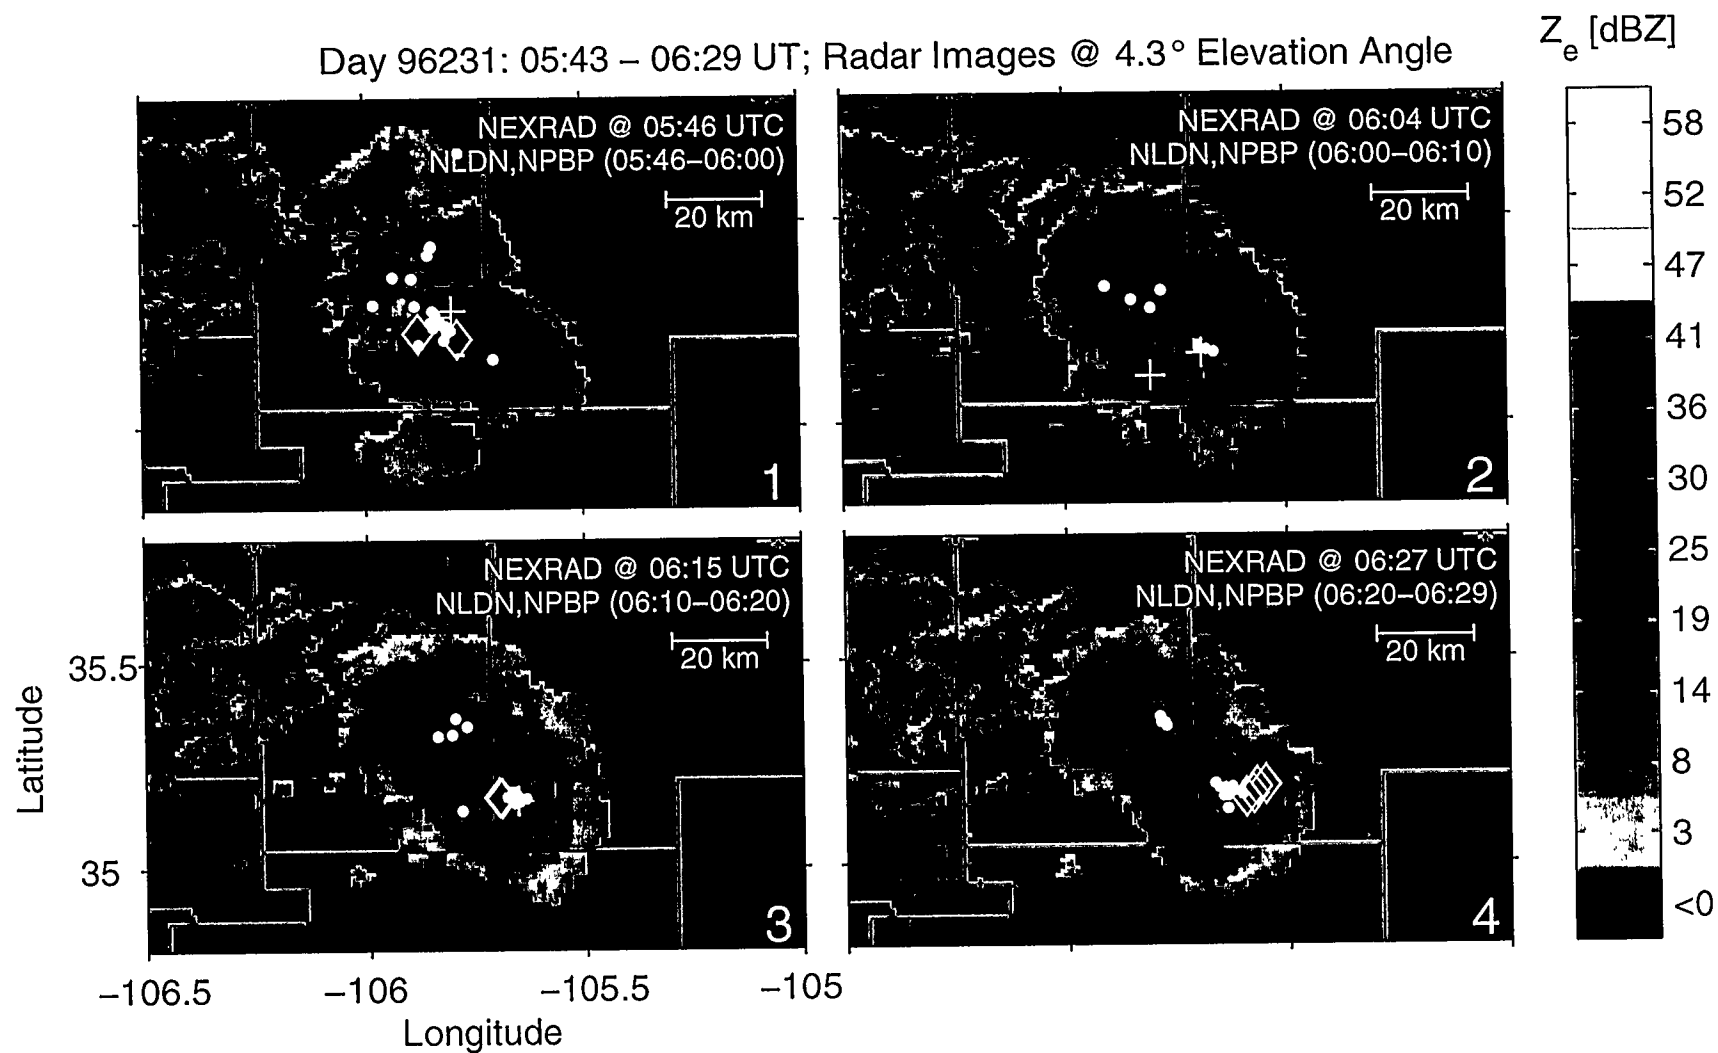 Day 96231: 05:43 – 06:29 UT; Radar Images @ 4.3° Elevation Angle
Z_e [dBZ]
NEXRAD @ 05:46 UTC
NLDN,NPBP (05:46–06:00)
20 km
1
NEXRAD @ 06:04 UTC
NLDN,NPBP (06:00–06:10)
20 km
2
NEXRAD @ 06:15 UTC
NLDN,NPBP (06:10–06:20)
20 km
3
NEXRAD @ 06:27 UTC
NLDN,NPBP (06:20–06:29)
20 km
4
58
52
47
41
36
30
25
19
14
8
3
<0
Latitude
35.5
35
−106.5
−106
−105.5
−105
Longitude